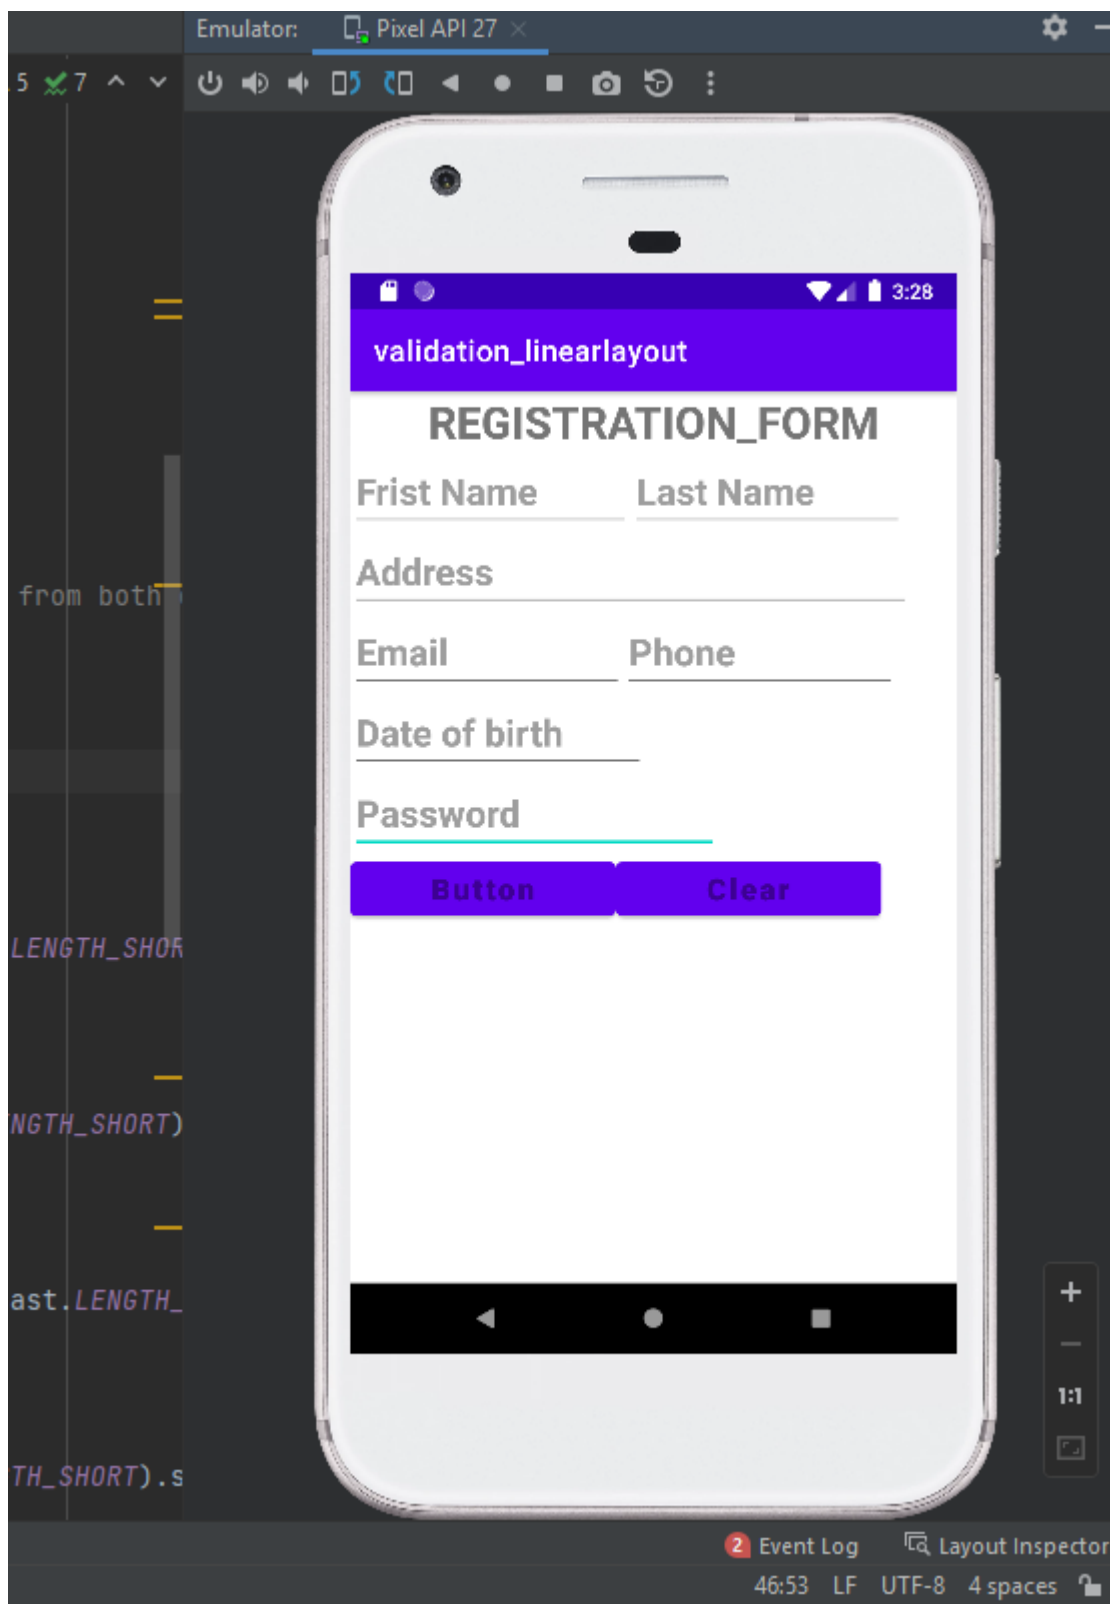 Emulator: Pixel API 27
5 7
3:28
validation_linearlayout
REGISTRATION_FORM
Frist Name Last Name
Address
from both
Email Phone
Date of birth
Password
Button Clear
LENGTH_SHOR
NGTH_SHORT)
ast.LENGTH_
1:1
TH_SHORT).s
2 Event Log Layout Inspector
46:53 LF UTF-8 4 spaces